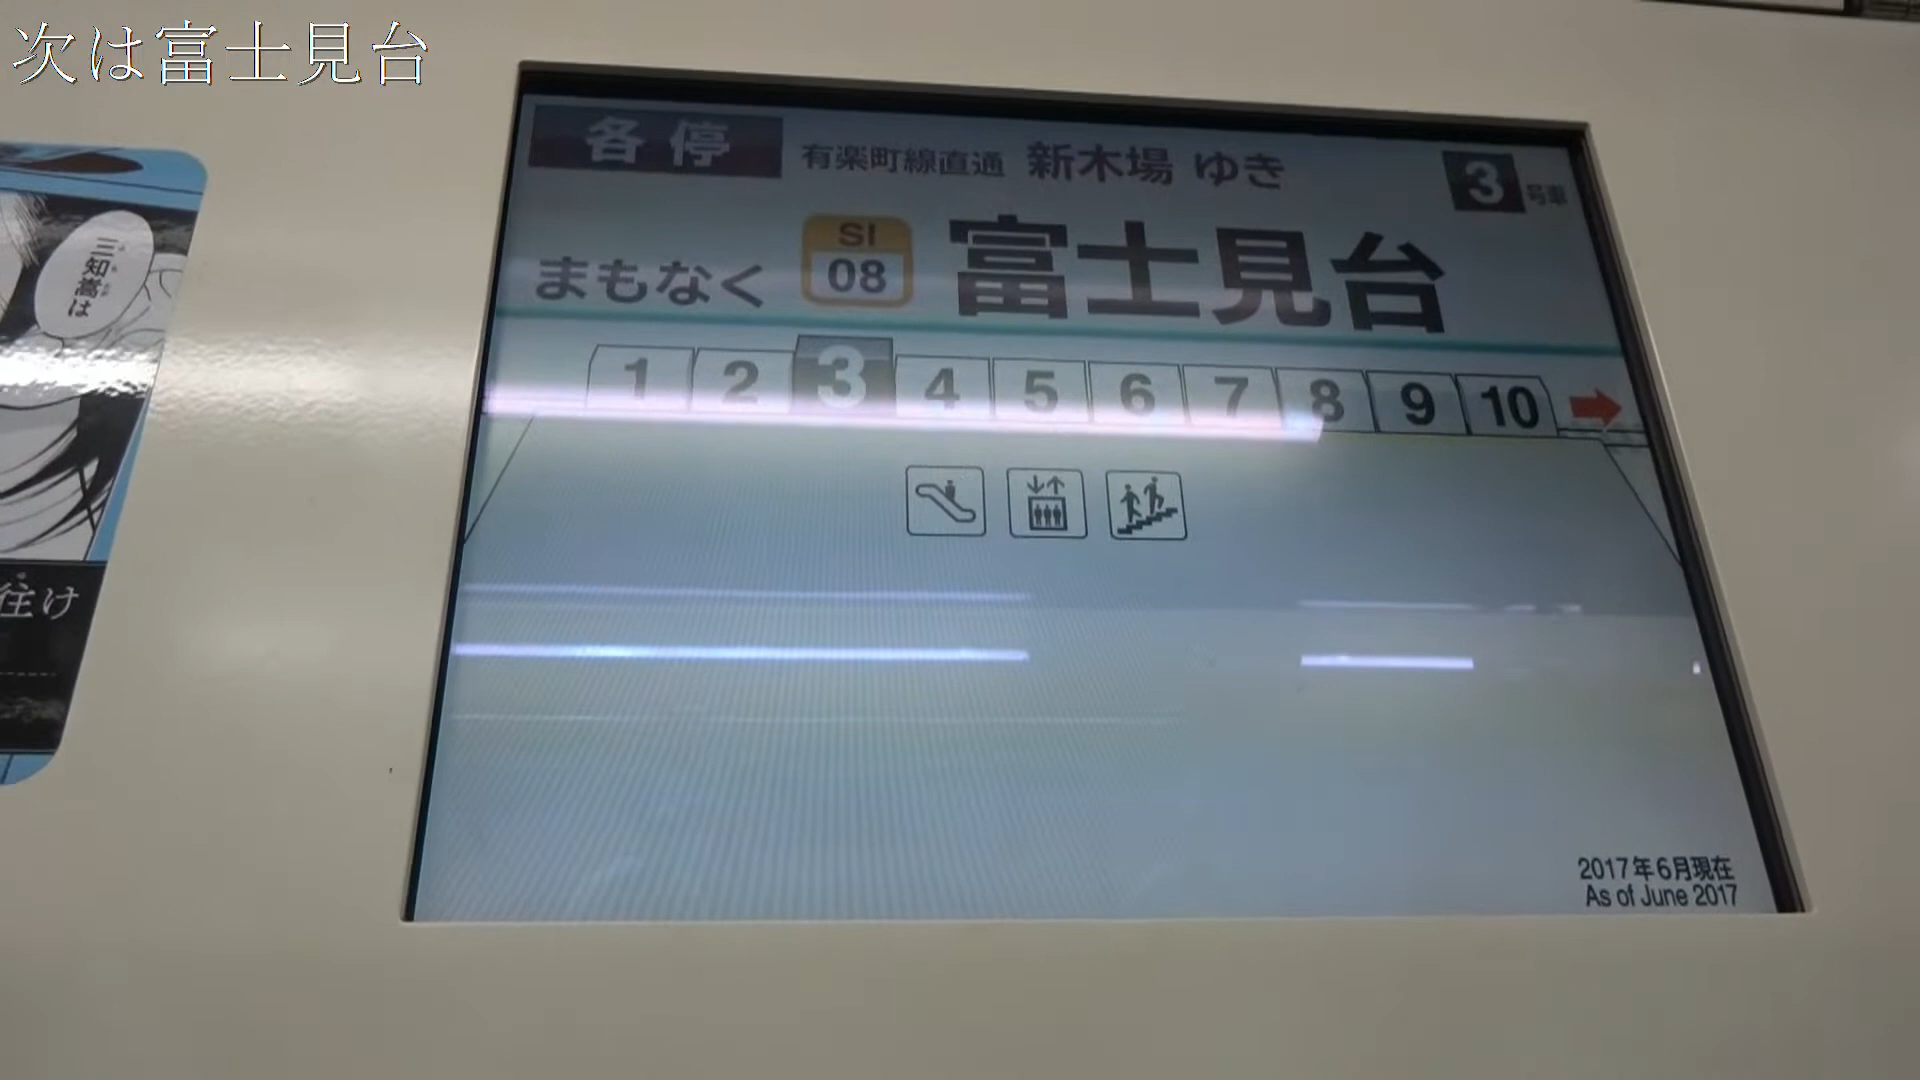 次は富士見台
各停 有楽町線直通 新木場 ゆき 3号車
まもなく SI 08 富士見台
1 2 3 4 5 6 7 8 9 10
2017年6月現在
As of June 2017
三知嵩は
往け